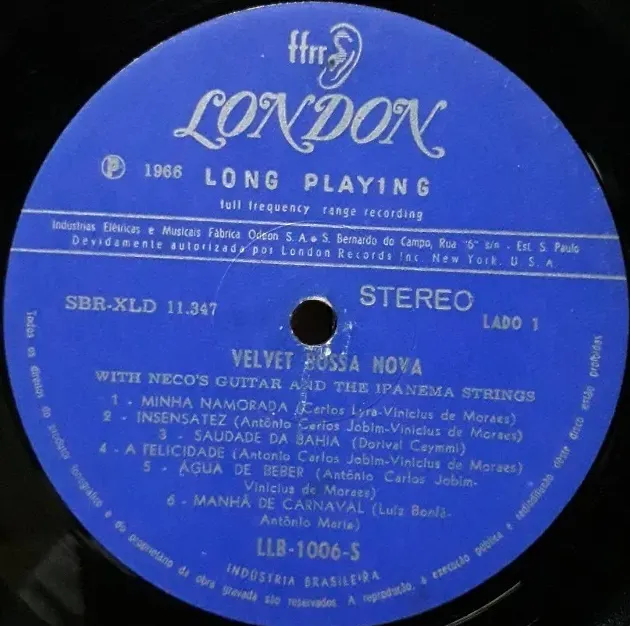 ffrr
LONDON
Ⓟ 1966 LONG PLAYING
full frequency range recording
Industrias Elétricas e Musicais Fábrica Odeon S. A. • S. Bernardo do Campo, Rua "6" s/n - Est. S. Paulo
Devidamente autorizada por London Records Inc. New York. U. S. A.
SBR-XLD 11.347
STEREO
LADO 1
VELVET BOSSA NOVA
WITH NECO'S GUITAR AND THE IPANEMA STRINGS
1 - MINHA NAMORADA (Carlos Lyra-Vinicius de Moraes)
2 - INSENSATEZ (Antônio Carlos Jobim-Vinicius de Moraes)
3 - SAUDADE DA BAHIA (Dorival Caymmi)
4 - A FELICIDADE (Antonio Carlos Jobim-Vinicius de Moraes)
5 - ÁGUA DE BEBER (Antônio Carlos Jobim-
Vinicius de Moraes)
6 - MANHÃ DE CARNAVAL (Luiz Bonfá-
Antônio Maria)
LLB-1006-S
INDÚSTRIA BRASILEIRA
Todos os direitos do produtor fonográfico e do proprietário da obra gravada são reservados. A reprodução, a execução pública e radiodifusão deste disco estão proibidas